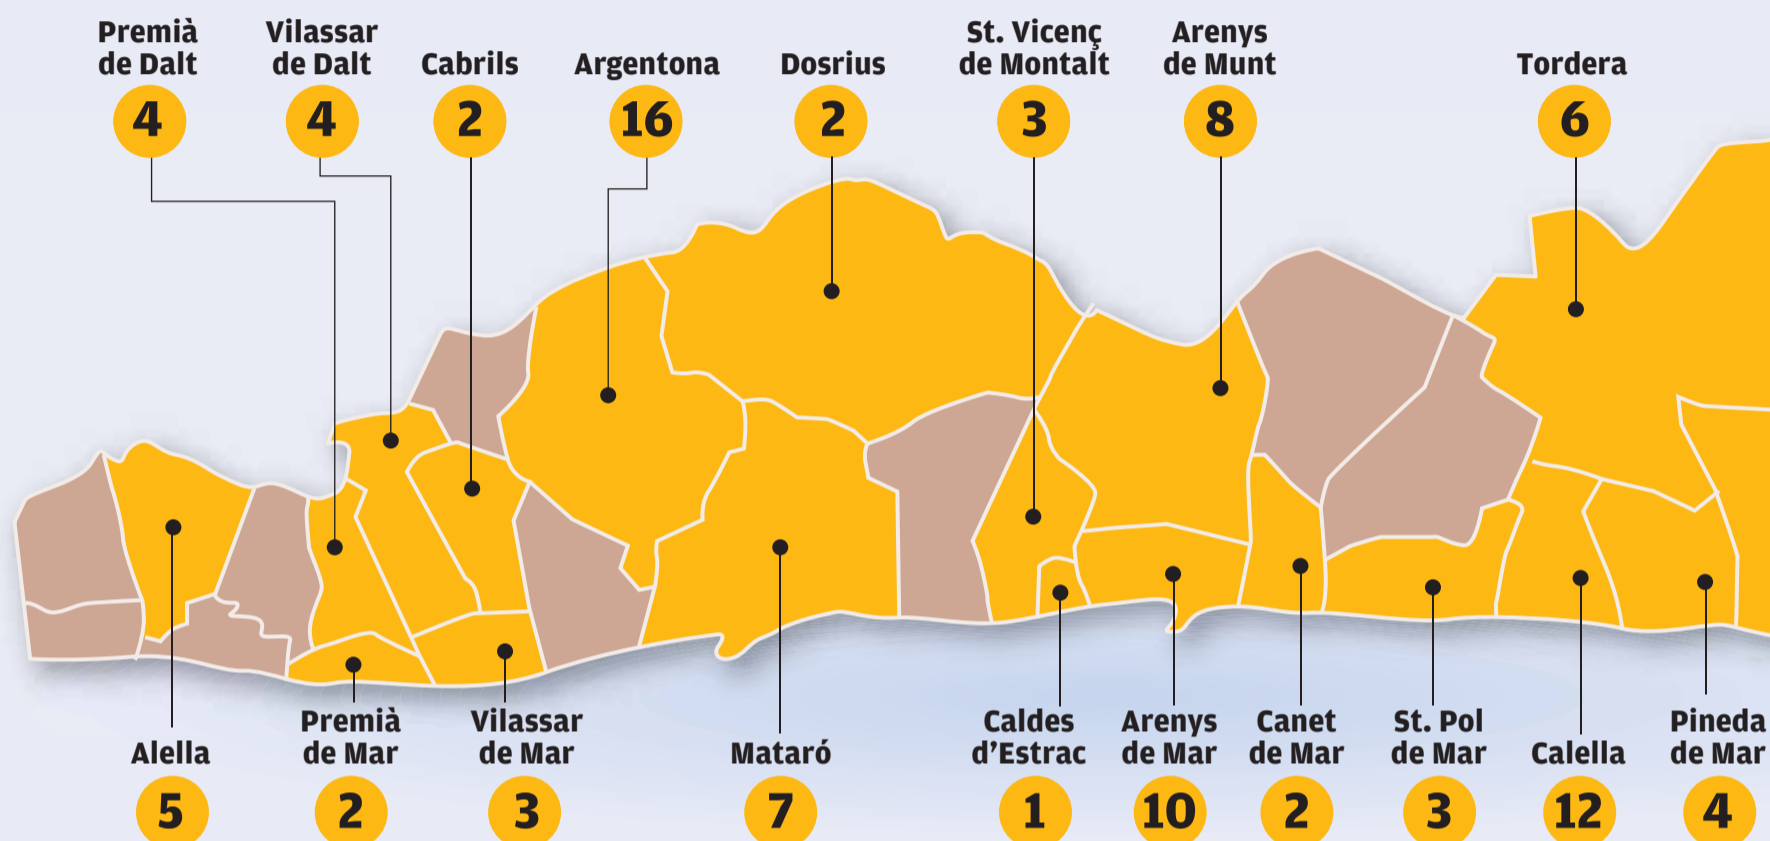 Premià
de Dalt
4
Vilassar
de Dalt
4
Cabrils
2
Argentona
16
Dosrius
2
St. Vicenç
de Montalt
3
Arenys
de Munt
8
Tordera
6
Alella
5
Premià
de Mar
2
Vilassar
de Mar
3
Mataró
7
Caldes
d’Estrac
1
Arenys
de Mar
10
Canet
de Mar
2
St. Pol
de Mar
3
Calella
12
Pineda
de Mar
4